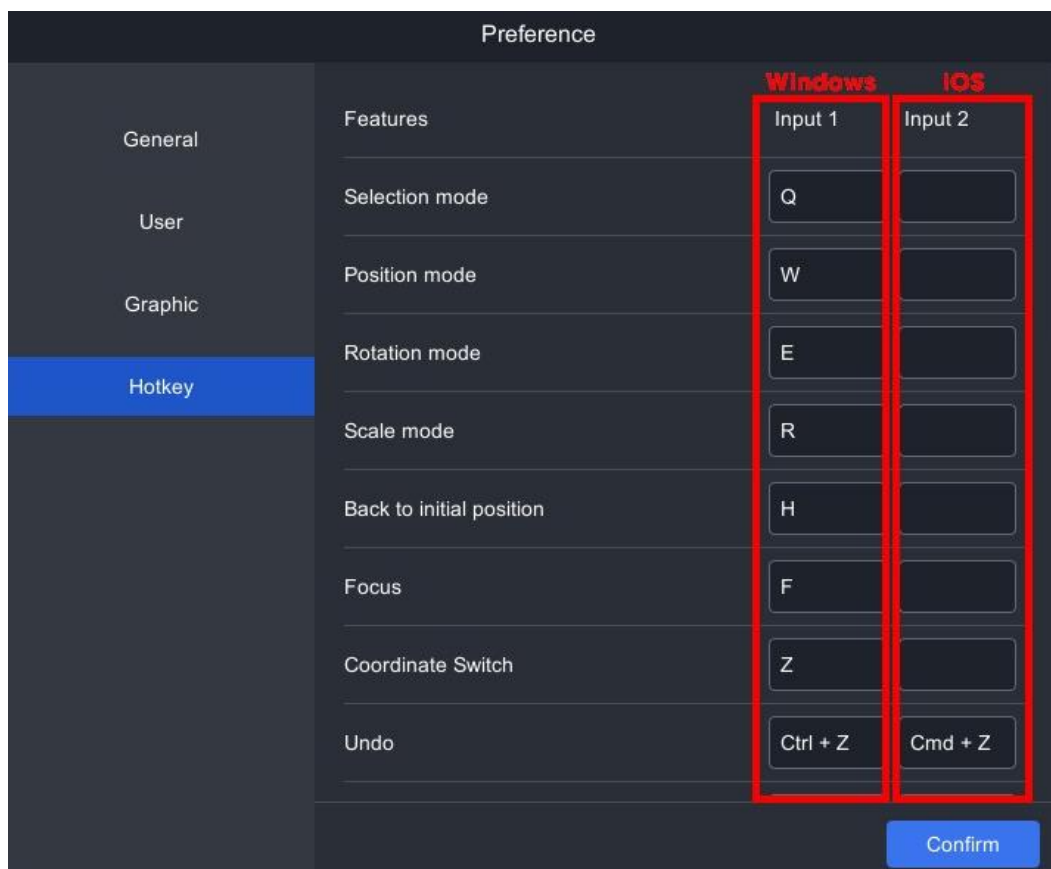 Preference
Windows iOS
General
User
Graphic
Hotkey
Features Input 1 Input 2
Selection mode Q
Position mode W
Rotation mode E
Scale mode R
Back to initial position H
Focus F
Coordinate Switch Z
Undo Ctrl + Z Cmd + Z
Confirm